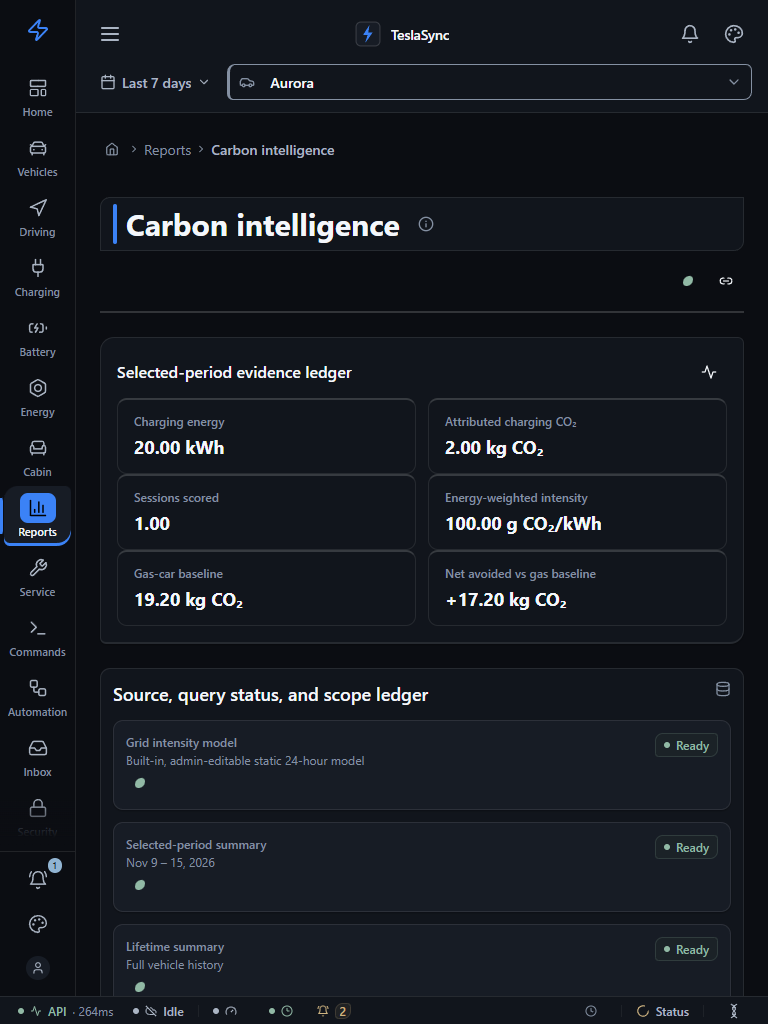 TeslaSync
Last 7 days
Aurora
Home
Vehicles
Driving
Charging
Battery
Energy
Cabin
Reports
Service
Commands
Automation
Inbox
Security
1
Reports
Carbon intelligence
Carbon intelligence
Selected-period evidence ledger
Charging energy
20.00 kWh
Attributed charging CO₂
2.00 kg CO₂
Sessions scored
1.00
Energy-weighted intensity
100.00 g CO₂/kWh
Gas-car baseline
19.20 kg CO₂
Net avoided vs gas baseline
+17.20 kg CO₂
Source, query status, and scope ledger
Grid intensity model
Built-in, admin-editable static 24-hour model
Ready
Selected-period summary
Nov 9 – 15, 2026
Ready
Lifetime summary
Full vehicle history
Ready
API · 264ms
Idle
2
Status